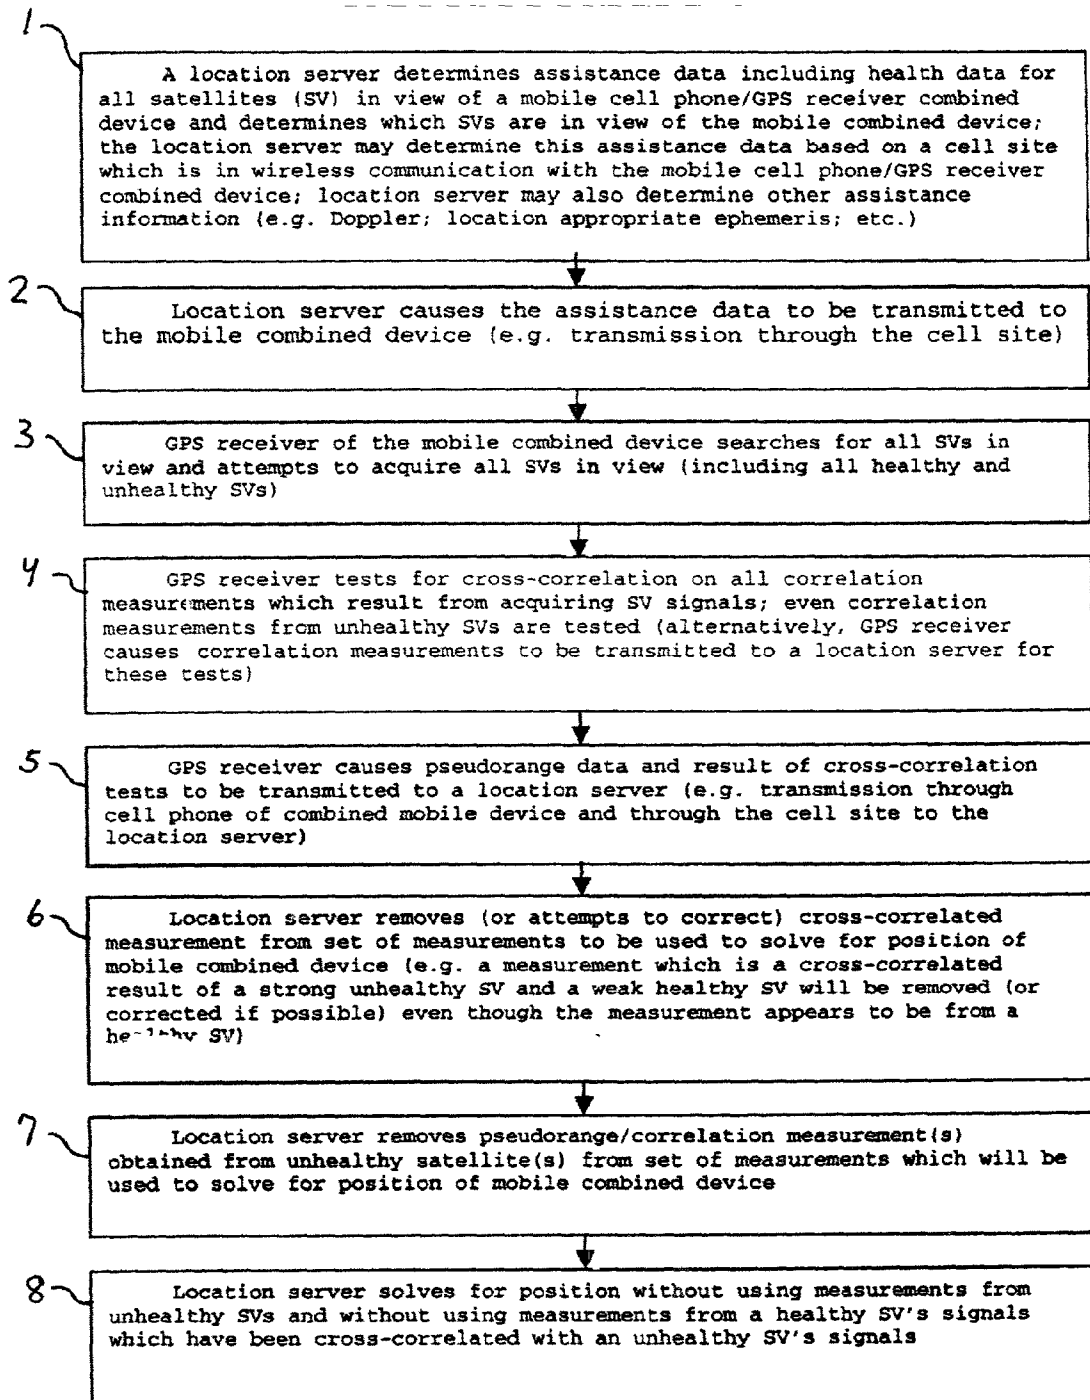 1
A location server determines assistance data including health data for
all satellites (SV) in view of a mobile cell phone/GPS receiver combined
device and determines which SVs are in view of the mobile combined device;
the location server may determine this assistance data based on a cell site
which is in wireless communication with the mobile cell phone/GPS receiver
combined device; location server may also determine other assistance
information (e.g. Doppler; location appropriate ephemeris; etc.)
2
Location server causes the assistance data to be transmitted to
the mobile combined device (e.g. transmission through the cell site)
3
GPS receiver of the mobile combined device searches for all SVs in
view and attempts to acquire all SVs in view (including all healthy and
unhealthy SVs)
4
GPS receiver tests for cross-correlation on all correlation
measurements which result from acquiring SV signals; even correlation
measurements from unhealthy SVs are tested (alternatively, GPS receiver
causes correlation measurements to be transmitted to a location server for
these tests)
5
GPS receiver causes pseudorange data and result of cross-correlation
tests to be transmitted to a location server (e.g. transmission through
cell phone of combined mobile device and through the cell site to the
location server)
6
Location server removes (or attempts to correct) cross-correlated
measurement from set of measurements to be used to solve for position of
mobile combined device (e.g. a measurement which is a cross-correlated
result of a strong unhealthy SV and a weak healthy SV will be removed (or
corrected if possible) even though the measurement appears to be from a
healthy SV)
7
Location server removes pseudorange/correlation measurement(s)
obtained from unhealthy satellite(s) from set of measurements which will be
used to solve for position of mobile combined device
8
Location server solves for position without using measurements from
unhealthy SVs and without using measurements from a healthy SV's signals
which have been cross-correlated with an unhealthy SV's signals